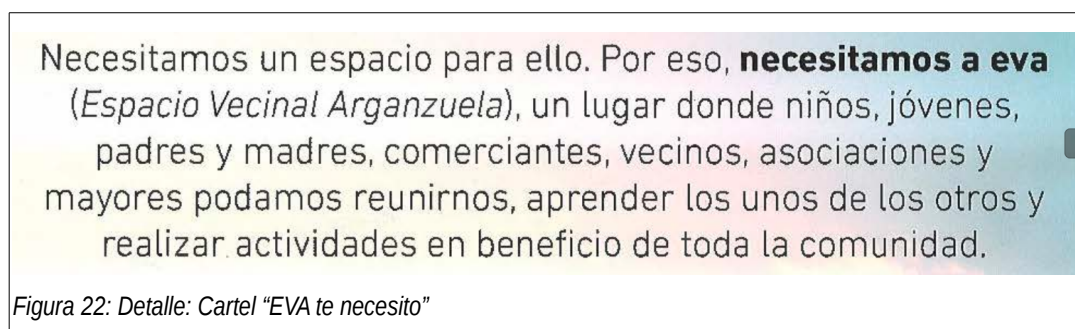 Necesitamos un espacio para ello. Por eso, necesitamos a eva
(Espacio Vecinal Arganzuela), un lugar donde niños, jóvenes,
padres y madres, comerciantes, vecinos, asociaciones y
mayores podamos reunirnos, aprender los unos de los otros y
realizar actividades en beneficio de toda la comunidad.
Figura 22: Detalle: Cartel “EVA te necesito”